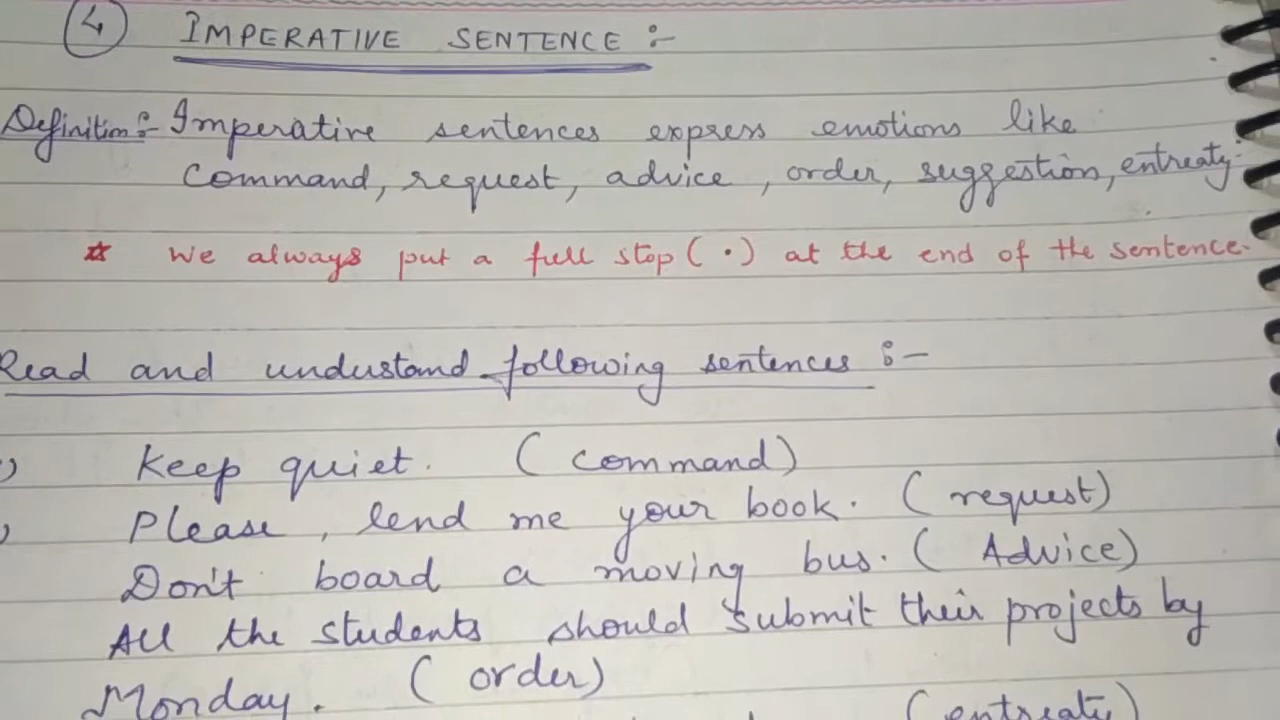 4 IMPERATIVE SENTENCE :-
Definition :- Imperative sentences express emotions like
Command, request, advice, order, suggestion, entreaty.
* We always put a full stop (.) at the end of the sentence.
Read and understand following sentences :-
) Keep quiet. (Command)
) Please, lend me your book. (request)
Don't board a moving bus. (Advice)
All the students should submit their projects by
Monday. (order)
(entreaty)